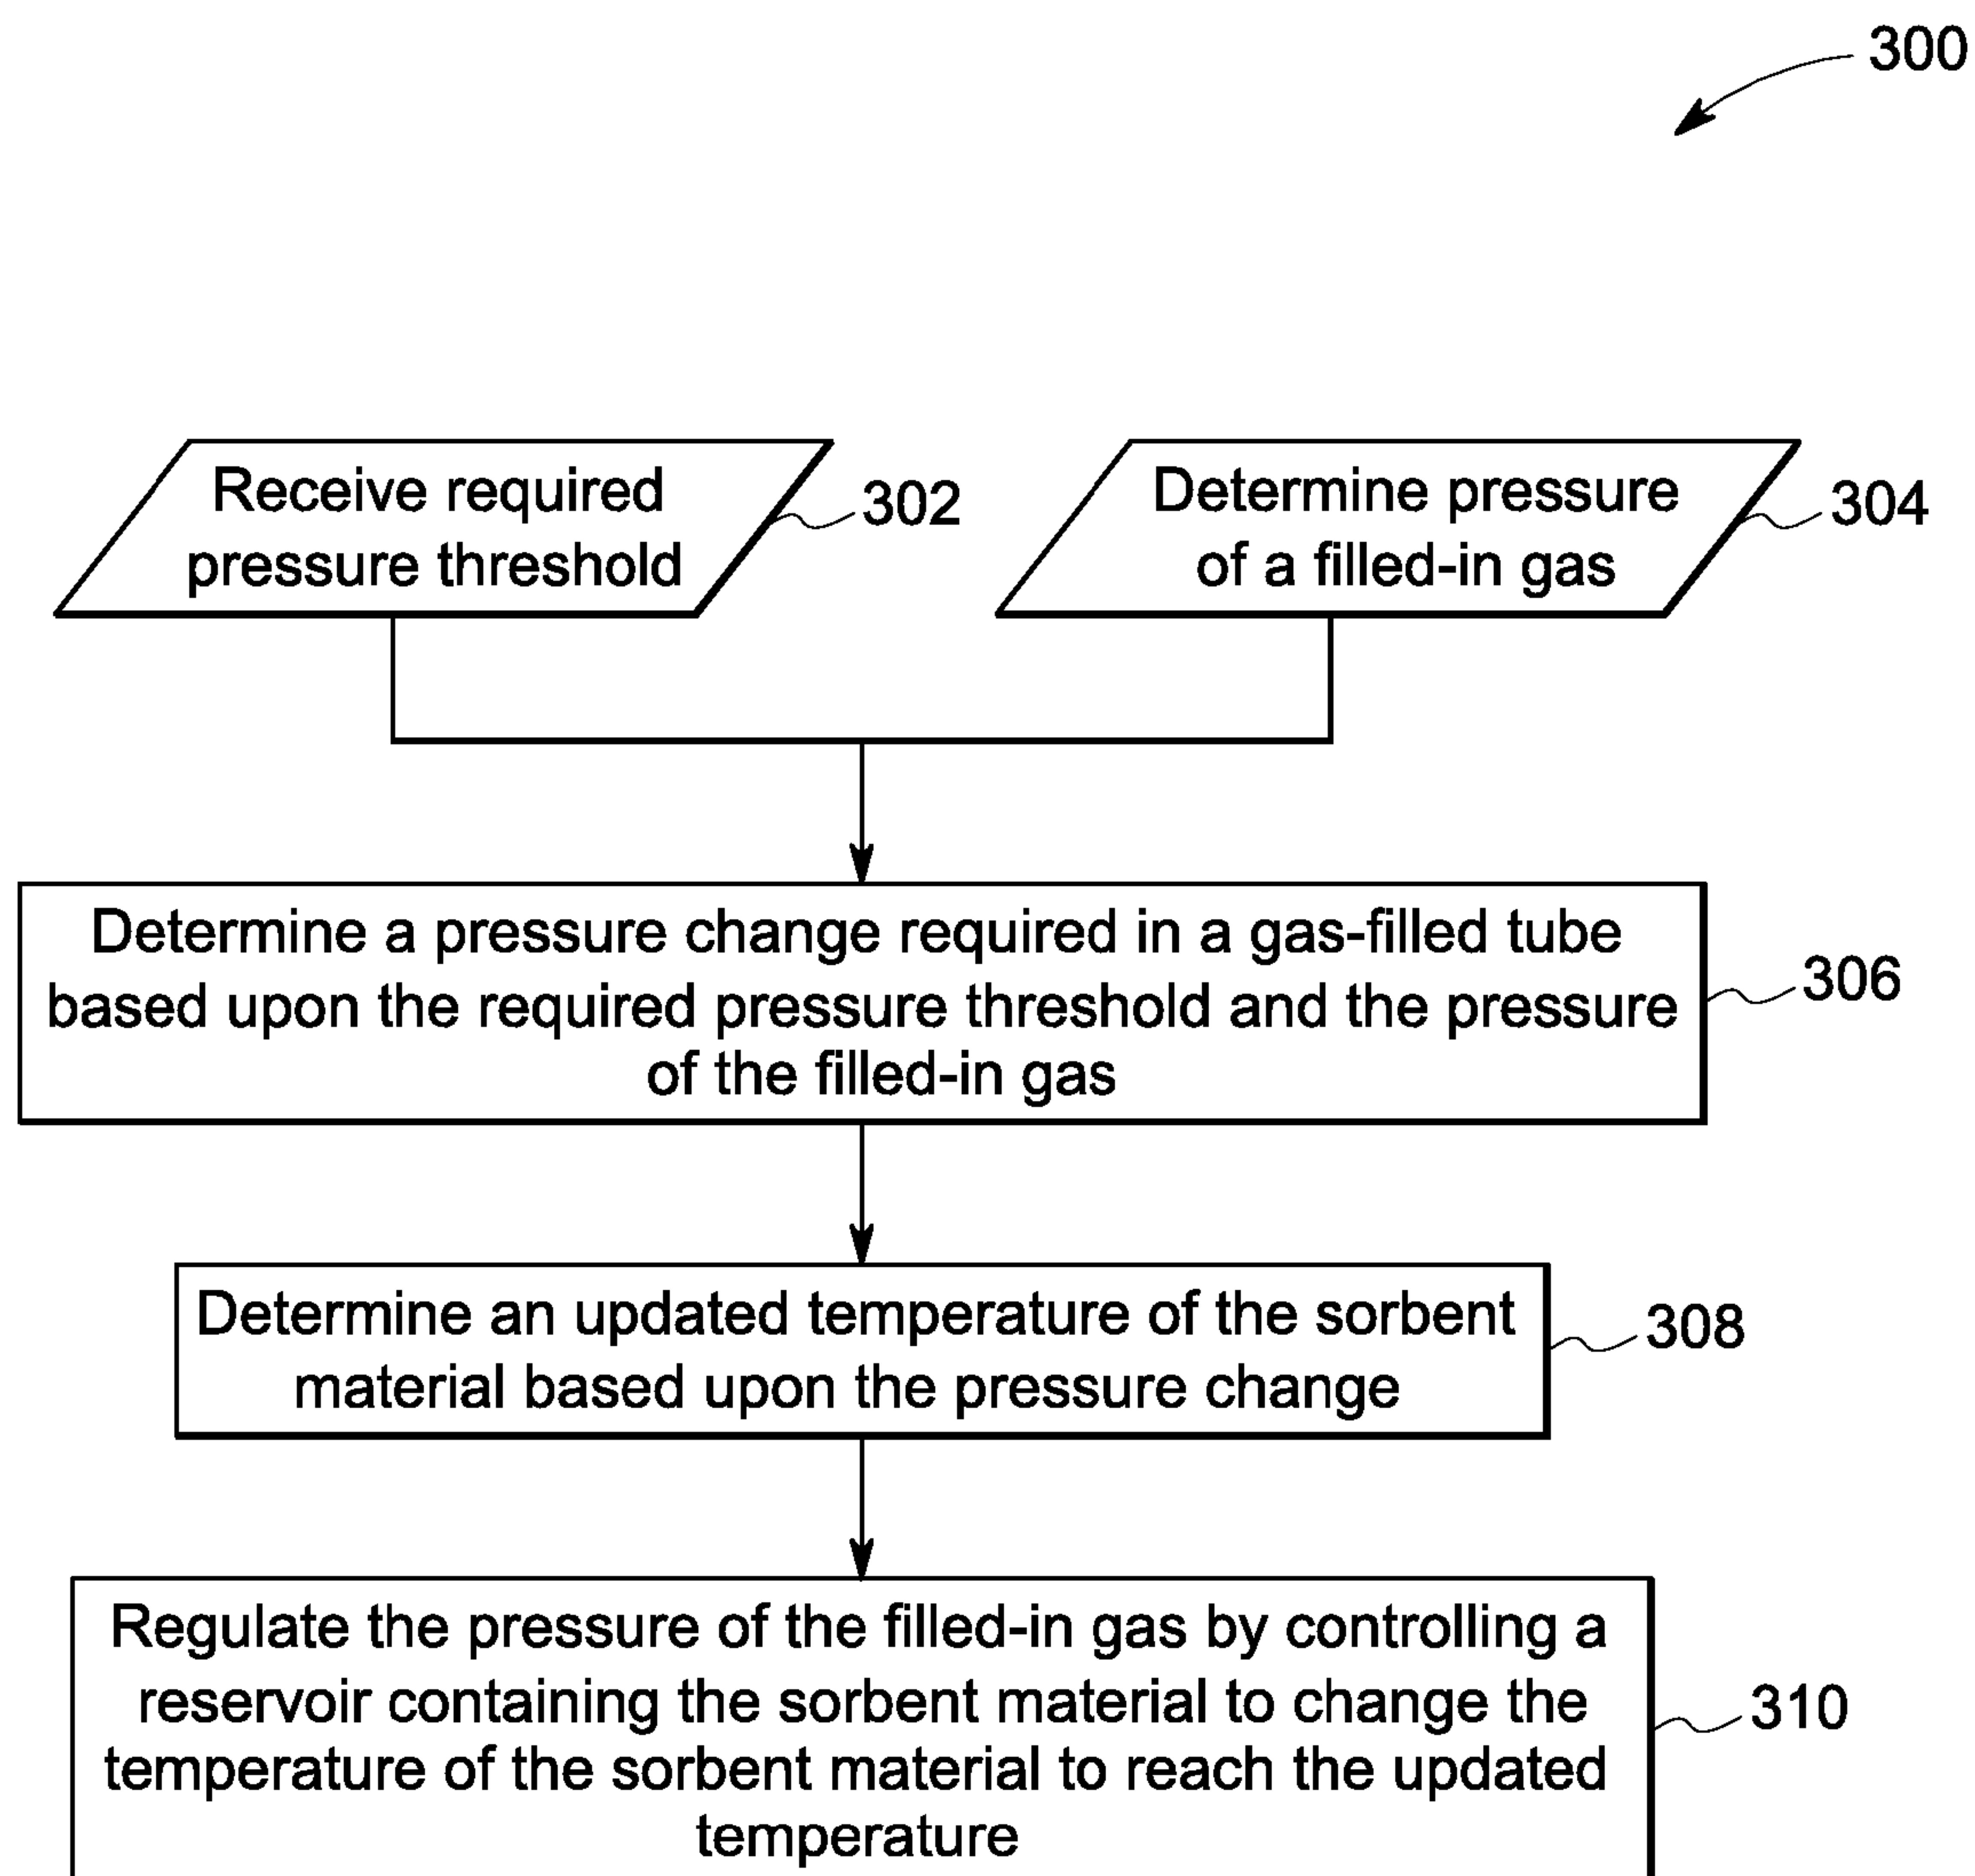 300
Receive required
pressure threshold
302
Determine pressure
of a filled-in gas
304
Determine a pressure change required in a gas-filled tube
based upon the required pressure threshold and the pressure
of the filled-in gas
306
Determine an updated temperature of the sorbent
material based upon the pressure change
308
Regulate the pressure of the filled-in gas by controlling a
reservoir containing the sorbent material to change the
temperature of the sorbent material to reach the updated
temperature
310